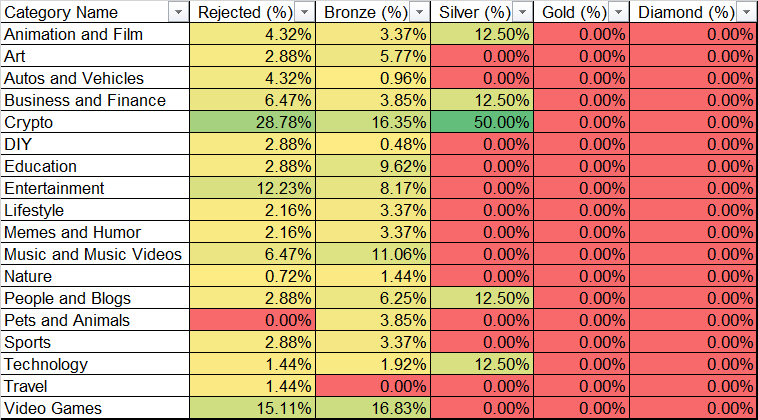 Category Name Rejected (%) Bronze (%) Silver (%) Gold (%) Diamond (%)
Animation and Film 4.32% 3.37% 12.50% 0.00% 0.00%
Art 2.88% 5.77% 0.00% 0.00% 0.00%
Autos and Vehicles 4.32% 0.96% 0.00% 0.00% 0.00%
Business and Finance 6.47% 3.85% 12.50% 0.00% 0.00%
Crypto 28.78% 16.35% 50.00% 0.00% 0.00%
DIY 2.88% 0.48% 0.00% 0.00% 0.00%
Education 2.88% 9.62% 0.00% 0.00% 0.00%
Entertainment 12.23% 8.17% 0.00% 0.00% 0.00%
Lifestyle 2.16% 3.37% 0.00% 0.00% 0.00%
Memes and Humor 2.16% 3.37% 0.00% 0.00% 0.00%
Music and Music Videos 6.47% 11.06% 0.00% 0.00% 0.00%
Nature 0.72% 1.44% 0.00% 0.00% 0.00%
People and Blogs 2.88% 6.25% 12.50% 0.00% 0.00%
Pets and Animals 0.00% 3.85% 0.00% 0.00% 0.00%
Sports 2.88% 3.37% 0.00% 0.00% 0.00%
Technology 1.44% 1.92% 12.50% 0.00% 0.00%
Travel 1.44% 0.00% 0.00% 0.00% 0.00%
Video Games 15.11% 16.83% 0.00% 0.00% 0.00%